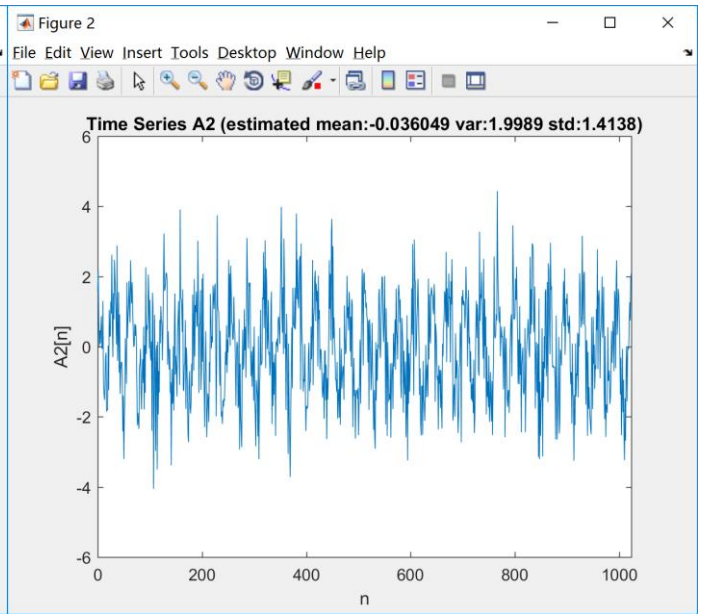 Figure 2
File Edit View Insert Tools Desktop Window Help
Time Series A2 (estimated mean:-0.036049 var:1.9989 std:1.4138)
6
4
2
0
-2
-4
-6
A2[n]
0 200 400 600 800 1000
n